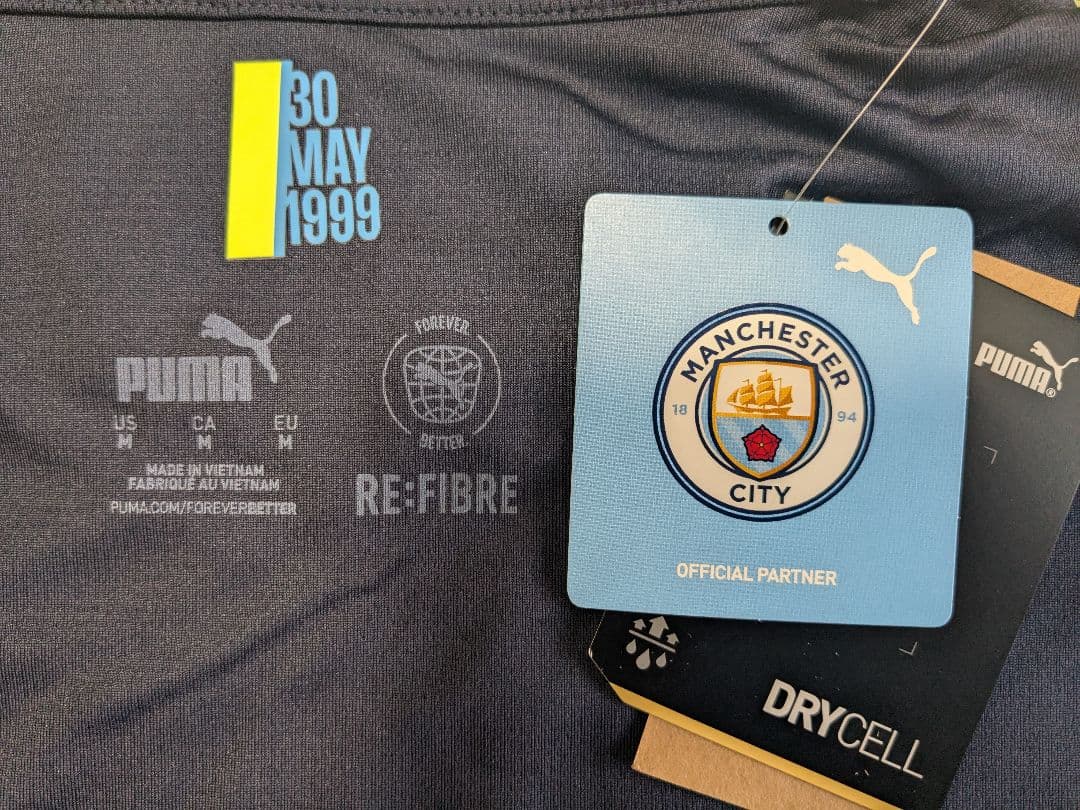 30
MAY
1999
PUMA
US CA EU
M M M
MADE IN VIETNAM
FABRIQUÉ AU VIETNAM
PUMA.COM/FOREVERBETTER
FOREVER
BETTER
RE:FIBRE
MANCHESTER
18 94
CITY
OFFICIAL PARTNER
PUMA®
DRYCELL